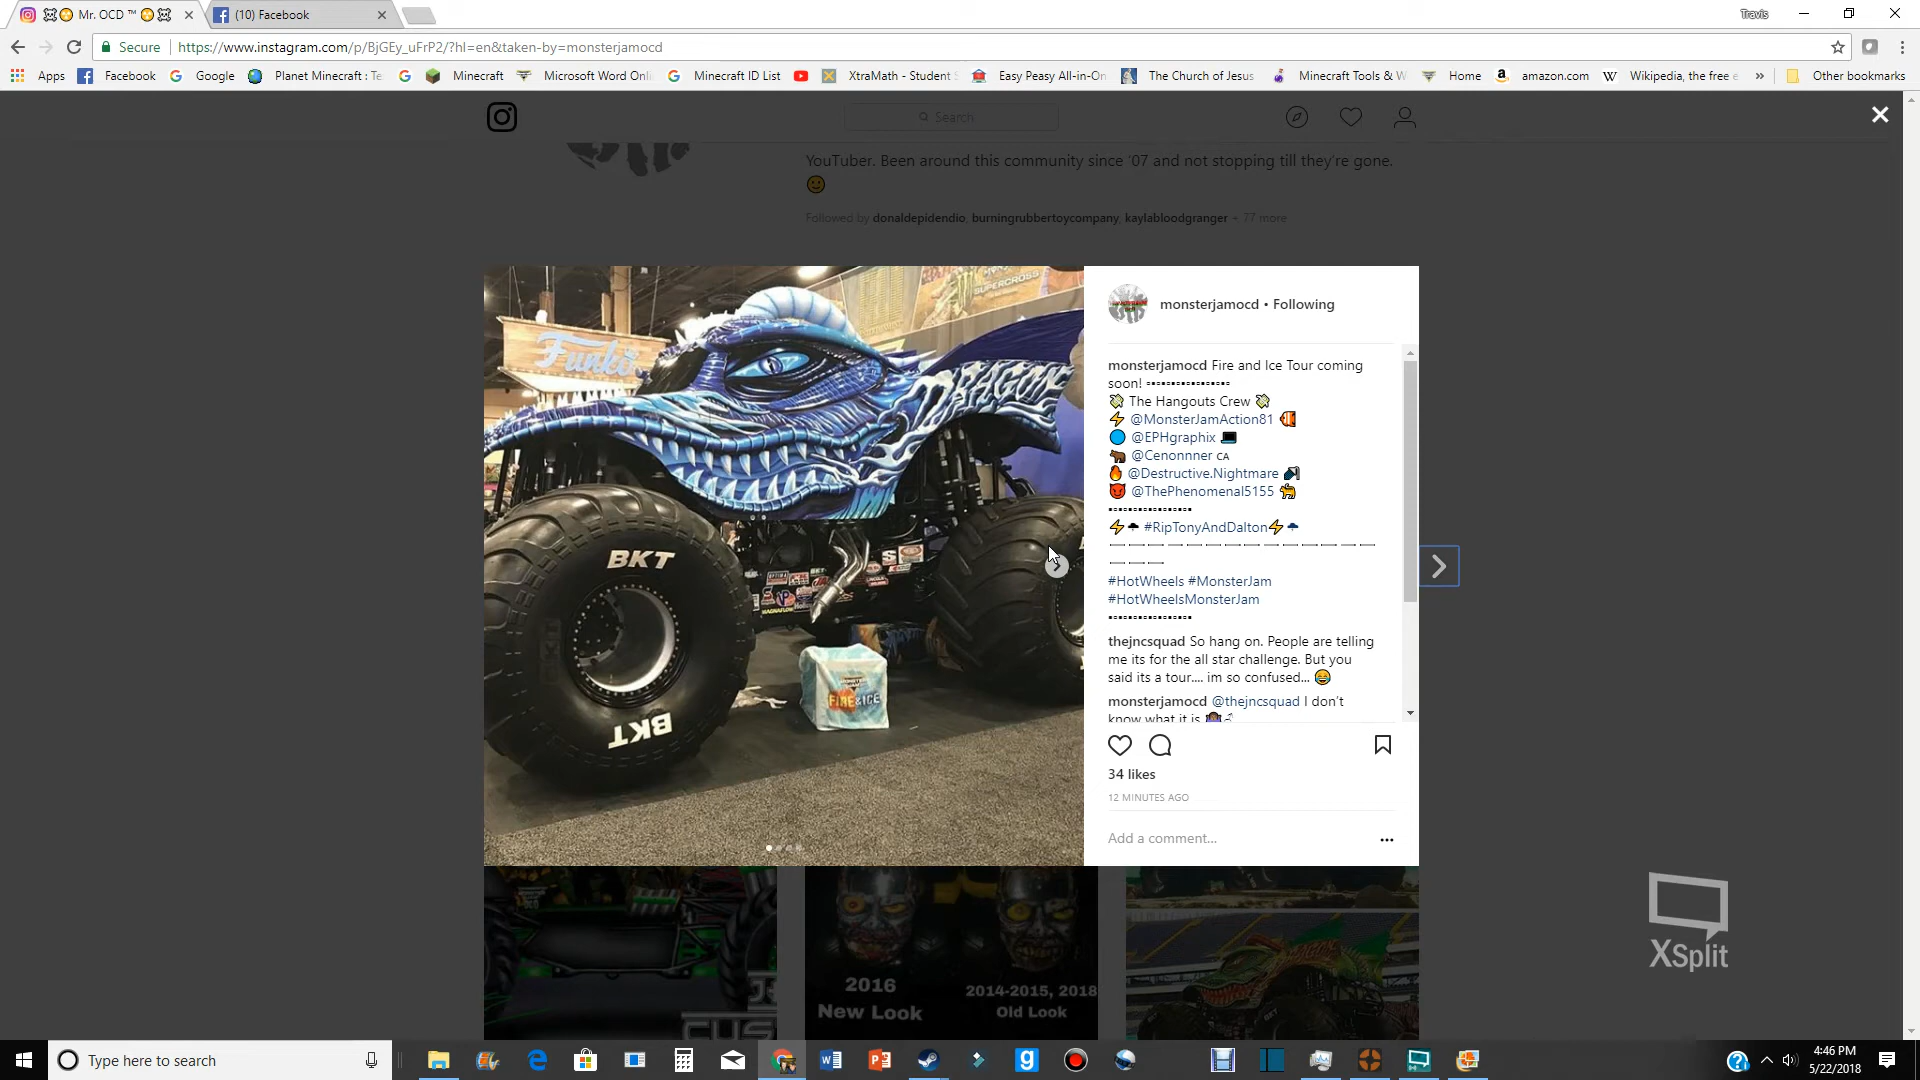 Mr. OCD ™
(10) Facebook
Travis
Secure
https://www.instagram.com/p/BjGEy_uFrP2/?hl=en&taken-by=monsterjamocd
Apps
Facebook
Google
Planet Minecraft : Te
Minecraft
Microsoft Word Onli
Minecraft ID List
XtraMath - Student S
Easy Peasy All-in-On
The Church of Jesus
Minecraft Tools & W
Home
amazon.com
Wikipedia, the free e
»
Other bookmarks
Search
YouTuber. Been around this community since '07 and not stopping till they're gone.
Followed by donaldepidendio, burningrubbertoycompany, kaylabloodgranger + 77 more
SUPERCROSS
Funko
DRAGON
BKT
BKT
FIRE&ICE
monsterjamocd • Following
monsterjamocd Fire and Ice Tour coming
soon!
The Hangouts Crew
@MonsterJamAction81
@EPHgraphix
@Cenonnner CA
@Destructive.Nightmare
@ThePhenomenal5155
#RipTonyAndDalton
#HotWheels #MonsterJam
#HotWheelsMonsterJam
thejncsquad So hang on. People are telling
me its for the all star challenge. But you
said its a tour.... im so confused...
monsterjamocd @thejncsquad I don't
know what it is
34 likes
12 MINUTES AGO
Add a comment...
2016
New Look
2014-2015, 2018
Old Look
XSplit
Type here to search
4:46 PM
5/22/2018